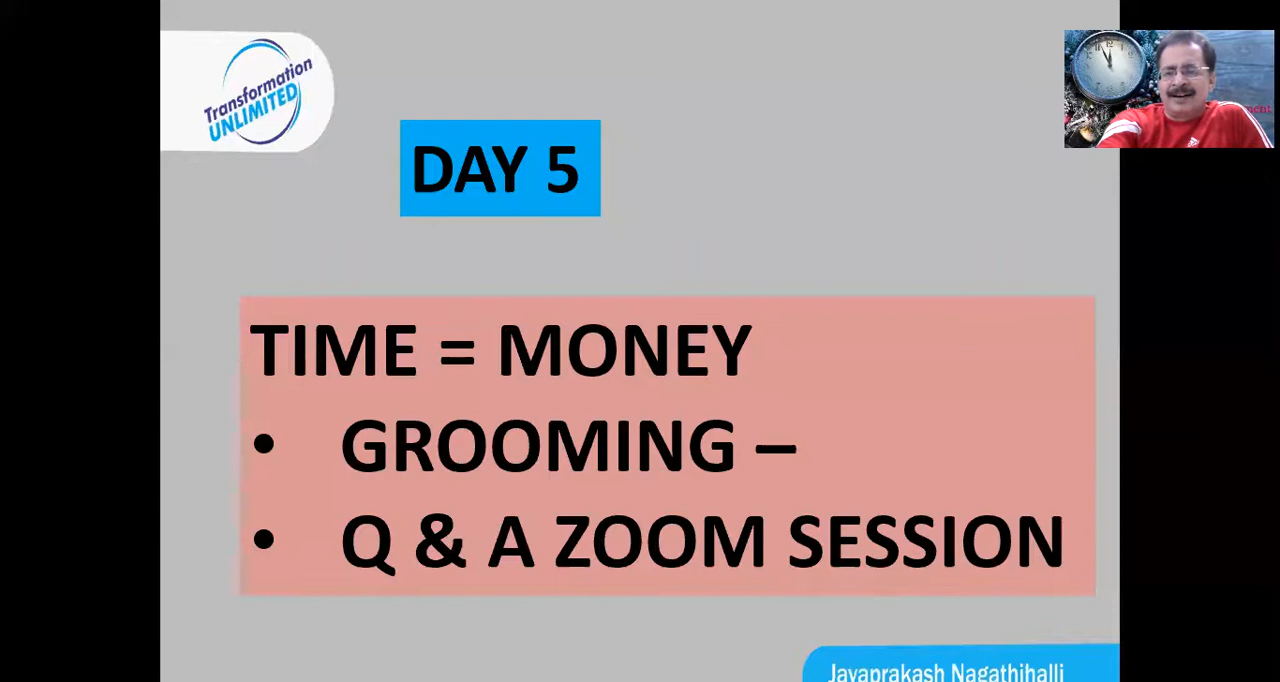 Transformation
UNLIMITED
DAY 5
TIME = MONEY
• GROOMING –
• Q & A ZOOM SESSION
Jayaprakash Nagathihalli